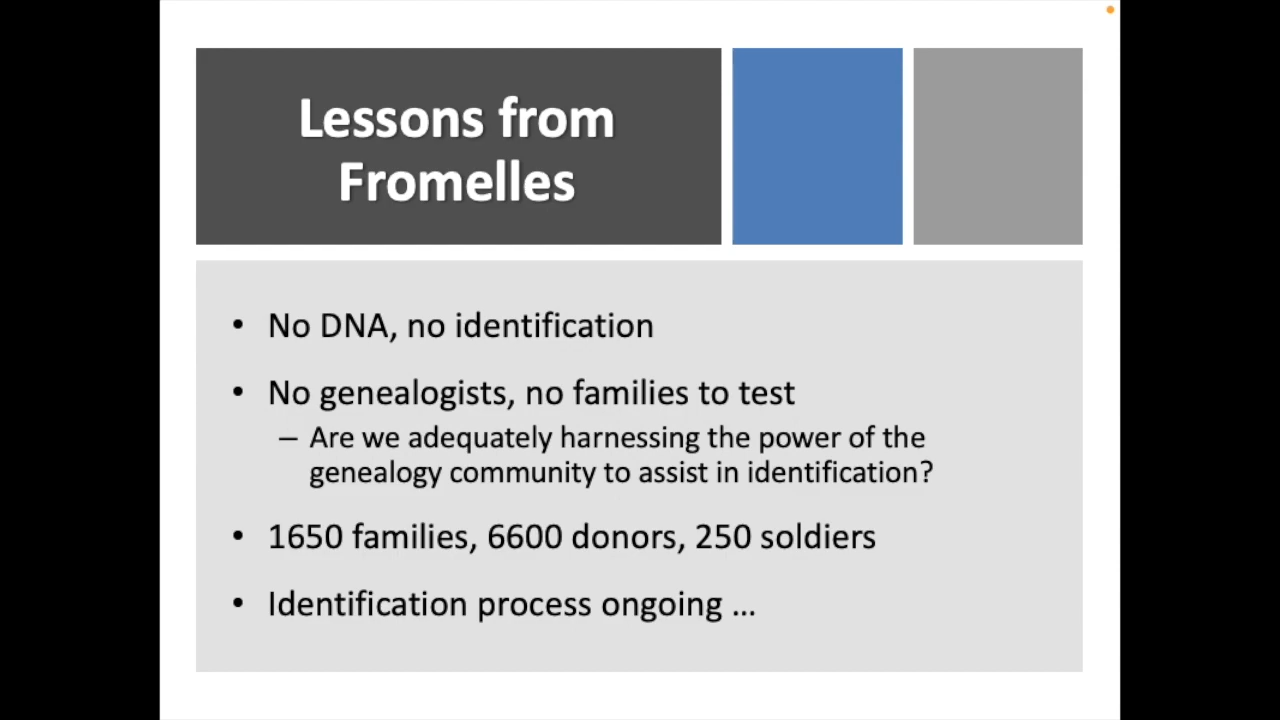 Lessons from
Fromelles
• No DNA, no identification
• No genealogists, no families to test
– Are we adequately harnessing the power of the
genealogy community to assist in identification?
• 1650 families, 6600 donors, 250 soldiers
• Identification process ongoing ...